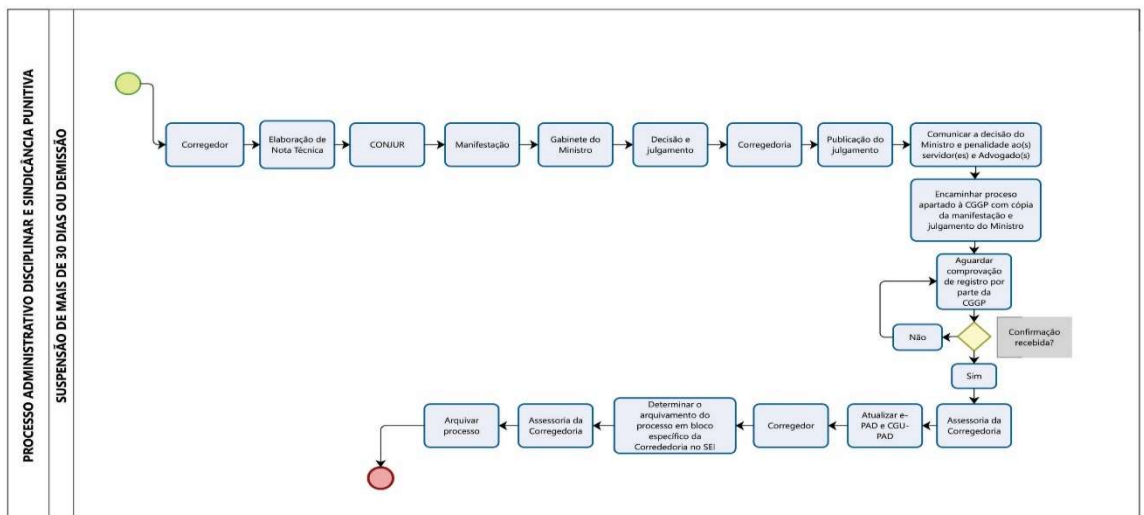 PROCESSO ADMINISTRATIVO DISCIPLINAR E SINDICÂNCIA PUNITIVA
SUSPENSÃO DE MAIS DE 30 DIAS OU DEMISSÃO
Corregedor
Elaboração de
Nota Técnica
CONJUR
Manifestação
Gabinete do
Ministro
Decisão e
julgamento
Corregedoria
Publicação do
julgamento
Comunicar a decisão do
Ministro e penalidade ao(s)
servidor(es) e Advogado(s)
Encaminhar processo
apartado à CGGP com cópia
da manifestação e
julgamento do Ministro
Aguardar
comprovação
de registro por
parte da
CGGP
Confirmação
recebida?
Não
Sim
Assessoria da
Corregedoria
Atualizar e-
PAD e CGU-
PAD
Corregedor
Determinar o
arquivamento do
processo em bloco
específico da
Corrededoria no SEI
Assessoria da
Corregedoria
Arquivar
processo